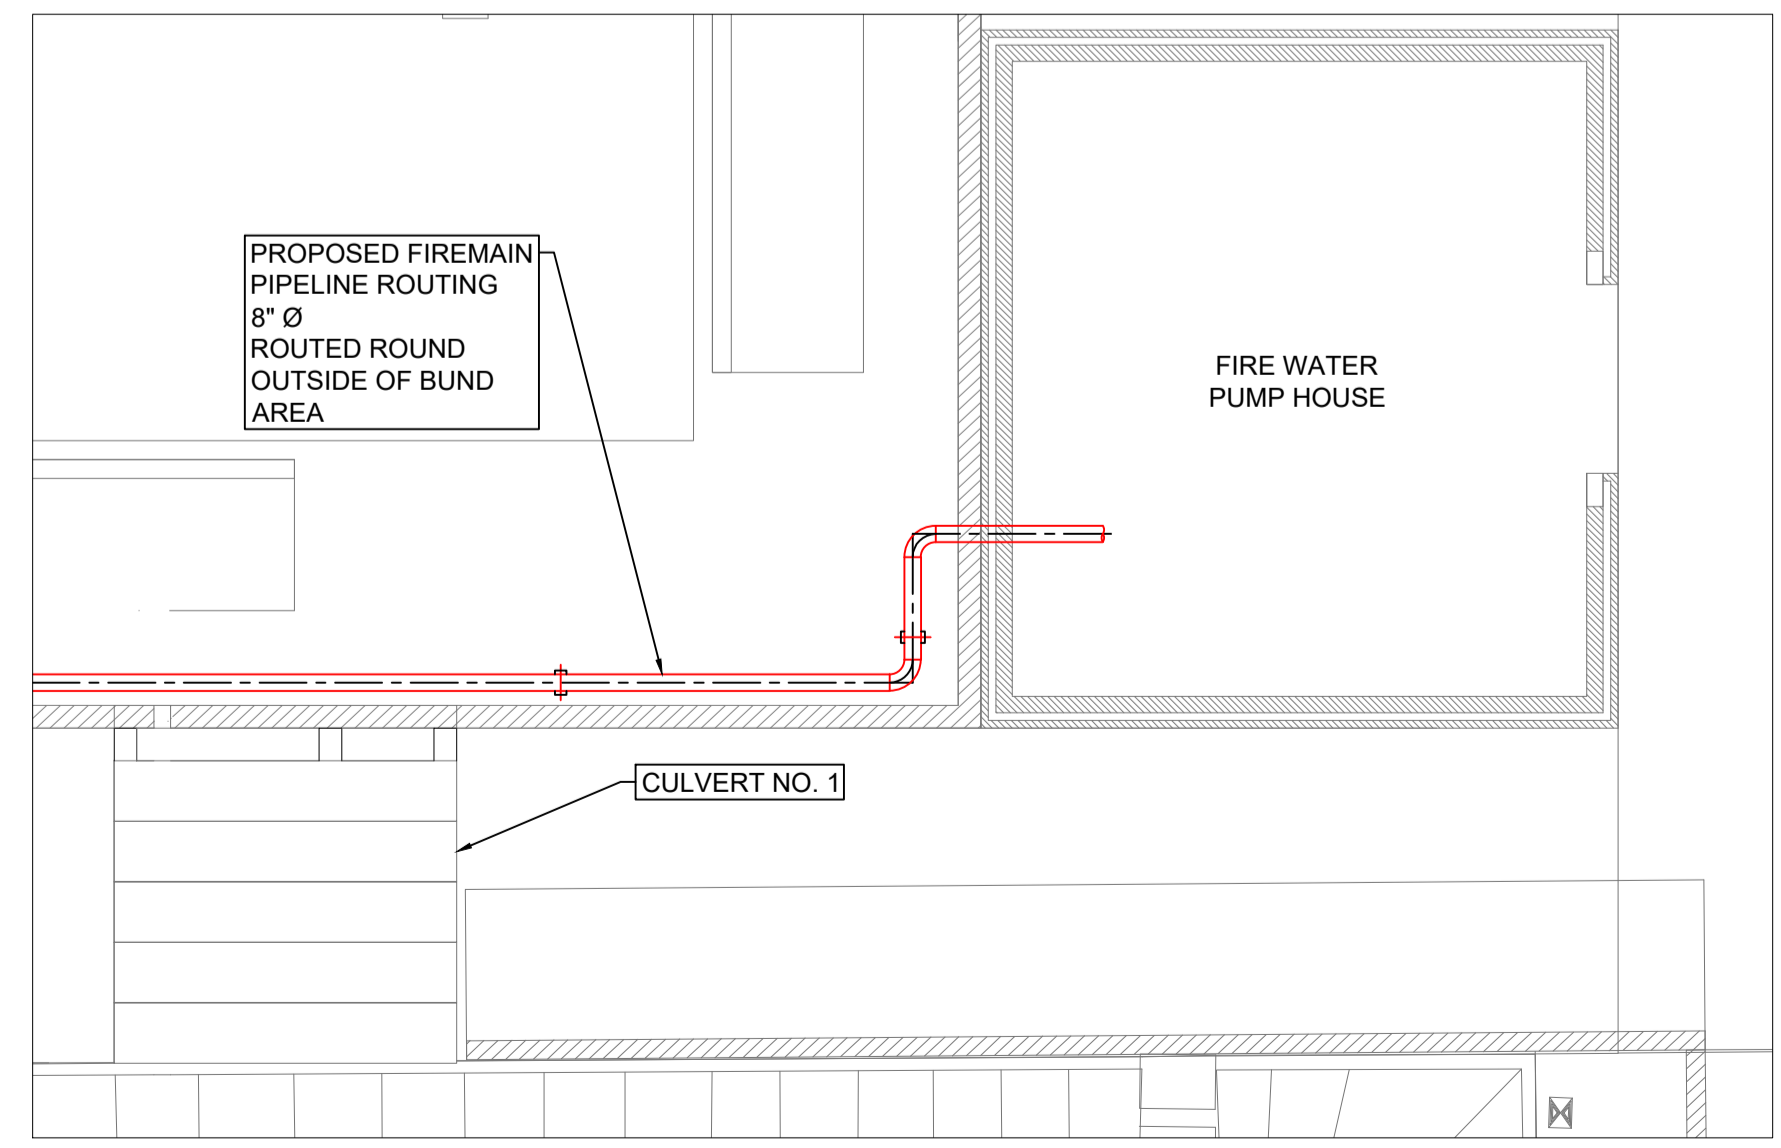 PROPOSED FIREMAIN
PIPELINE ROUTING
8" Ø
ROUTED ROUND
OUTSIDE OF BUND
AREA
FIRE WATER
PUMP HOUSE
CULVERT NO. 1